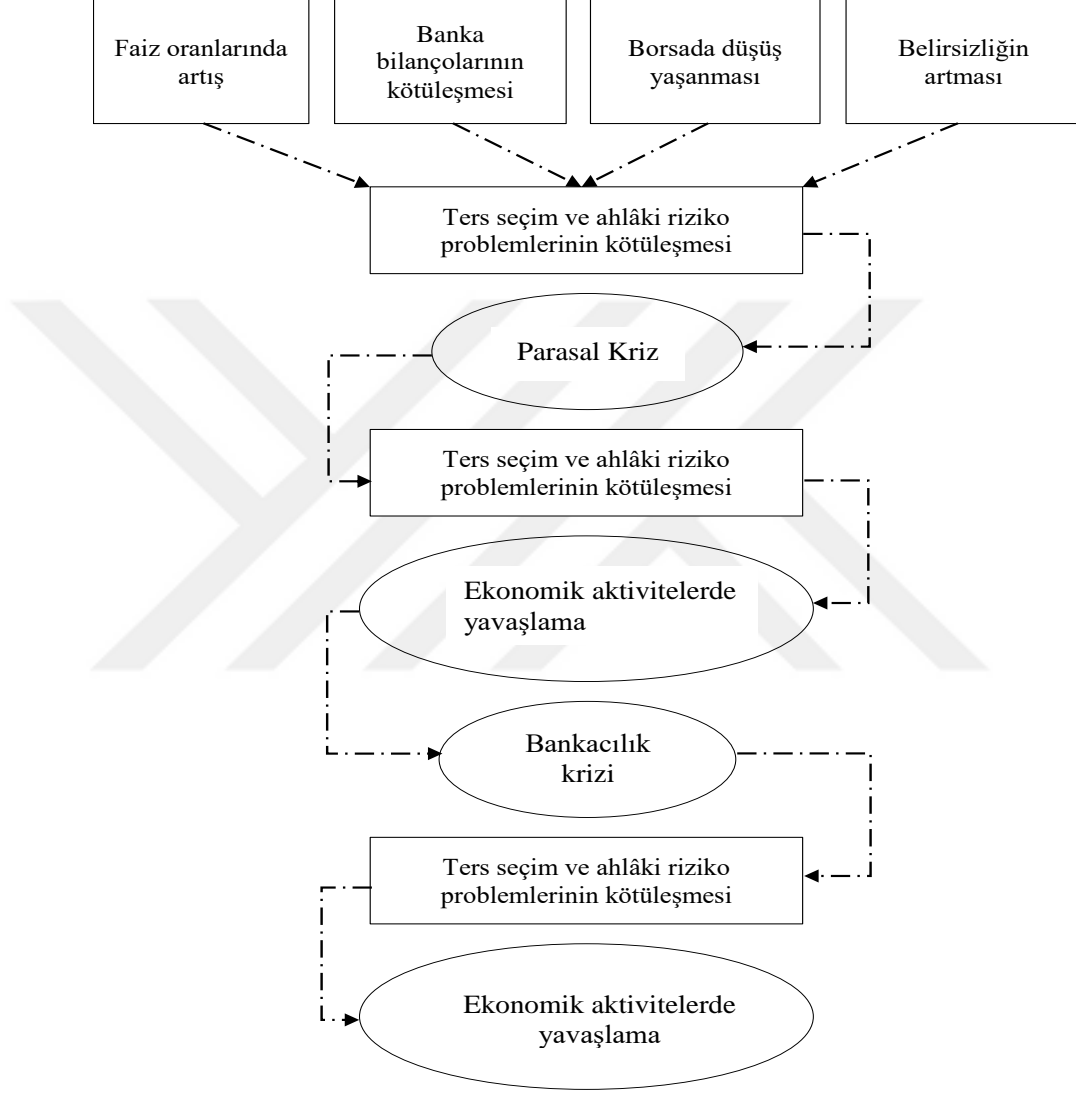 Faiz oranlarında
artış
Banka
bilançolarının
kötüleşmesi
Borsada düşüş
yaşanması
Belirsizliğin
artması
Ters seçim ve ahlâki riziko
problemlerinin kötüleşmesi
Parasal Kriz
Ters seçim ve ahlâki riziko
problemlerinin kötüleşmesi
Ekonomik aktivitelerde
yavaşlama
Bankacılık
krizi
Ters seçim ve ahlâki riziko
problemlerinin kötüleşmesi
Ekonomik aktivitelerde
yavaşlama